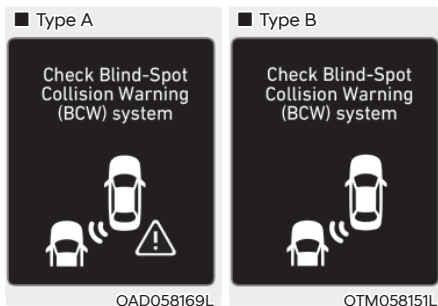 ■ Type A
Check Blind-Spot
Collision Warning
(BCW) system
OAD058169L
■ Type B
Check Blind-Spot
Collision Warning
(BCW) system
OTM058151L